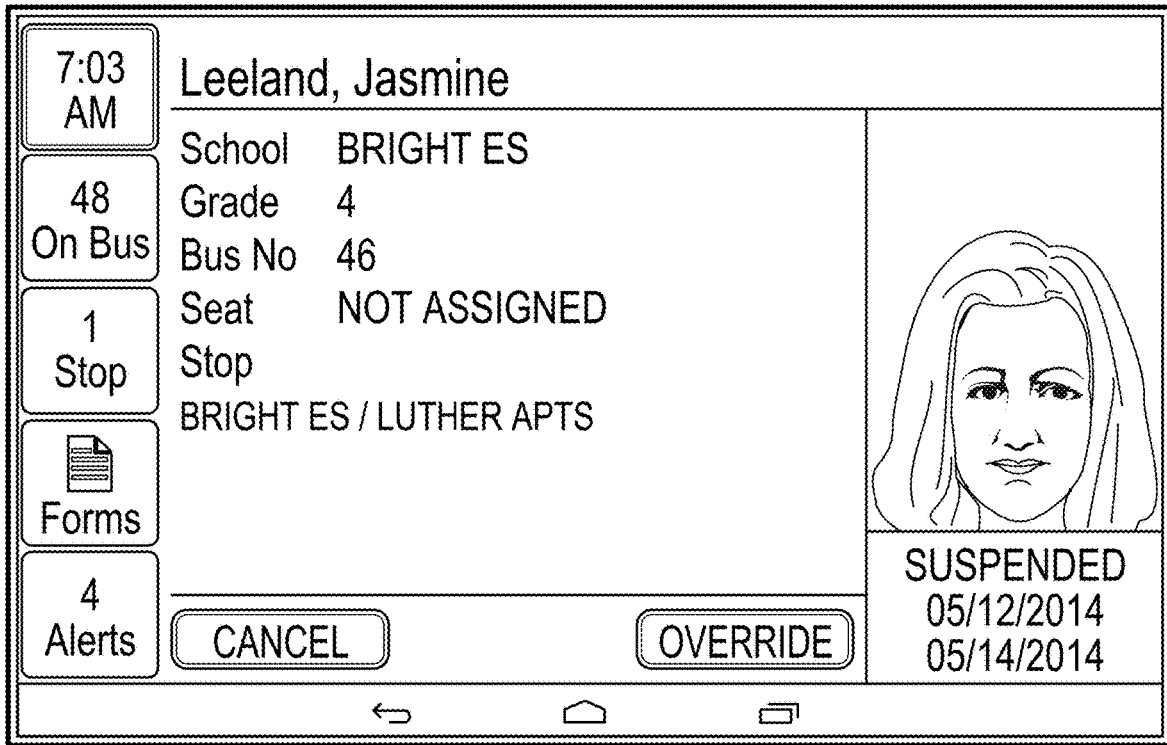 7:03
AM
48
On Bus
1
Stop
Forms
4
Alerts
Leeland, Jasmine
School BRIGHT ES
Grade 4
Bus No 46
Seat NOT ASSIGNED
Stop
BRIGHT ES / LUTHER APTS
CANCEL
OVERRIDE
SUSPENDED
05/12/2014
05/14/2014